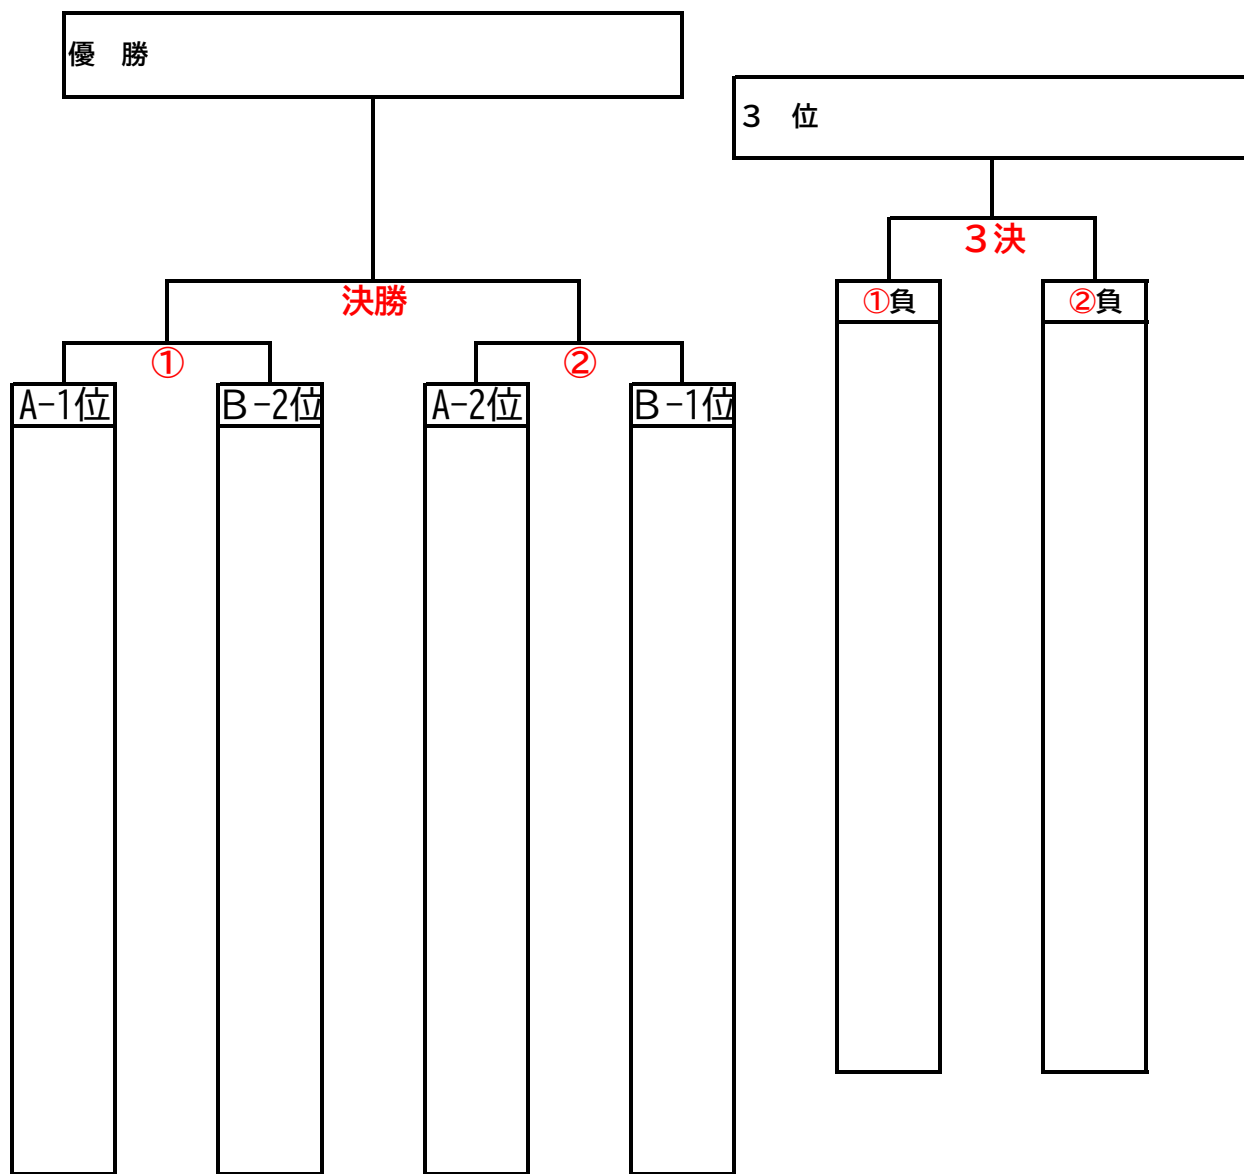 優　勝
３　位
３決
決勝
①負
②負
①
②
A-1位
Ｂ-2位
A-2位
Ｂ-1位